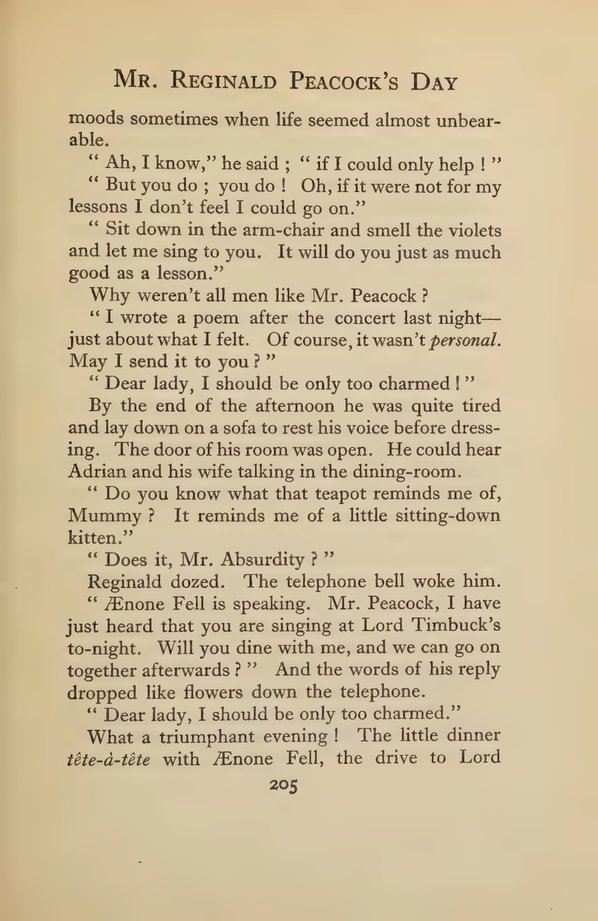 MR. REGINALD PEACOCK'S DAY
moods sometimes when life seemed almost unbear-
able.
" Ah, I know," he said ; " if I could only help ! "
" But you do ; you do ! Oh, if it were not for my
lessons I don't feel I could go on."
" Sit down in the arm-chair and smell the violets
and let me sing to you. It will do you just as much
good as a lesson."
Why weren't all men like Mr. Peacock ?
" I wrote a poem after the concert last night—
just about what I felt. Of course, it wasn't personal.
May I send it to you ? "
" Dear lady, I should be only too charmed ! "
By the end of the afternoon he was quite tired
and lay down on a sofa to rest his voice before dress-
ing. The door of his room was open. He could hear
Adrian and his wife talking in the dining-room.
" Do you know what that teapot reminds me of,
Mummy ? It reminds me of a little sitting-down
kitten."
" Does it, Mr. Absurdity ? "
Reginald dozed. The telephone bell woke him.
" Ænone Fell is speaking. Mr. Peacock, I have
just heard that you are singing at Lord Timbuck's
to-night. Will you dine with me, and we can go on
together afterwards ? " And the words of his reply
dropped like flowers down the telephone.
" Dear lady, I should be only too charmed."
What a triumphant evening ! The little dinner
tête-à-tête with Ænone Fell, the drive to Lord
205